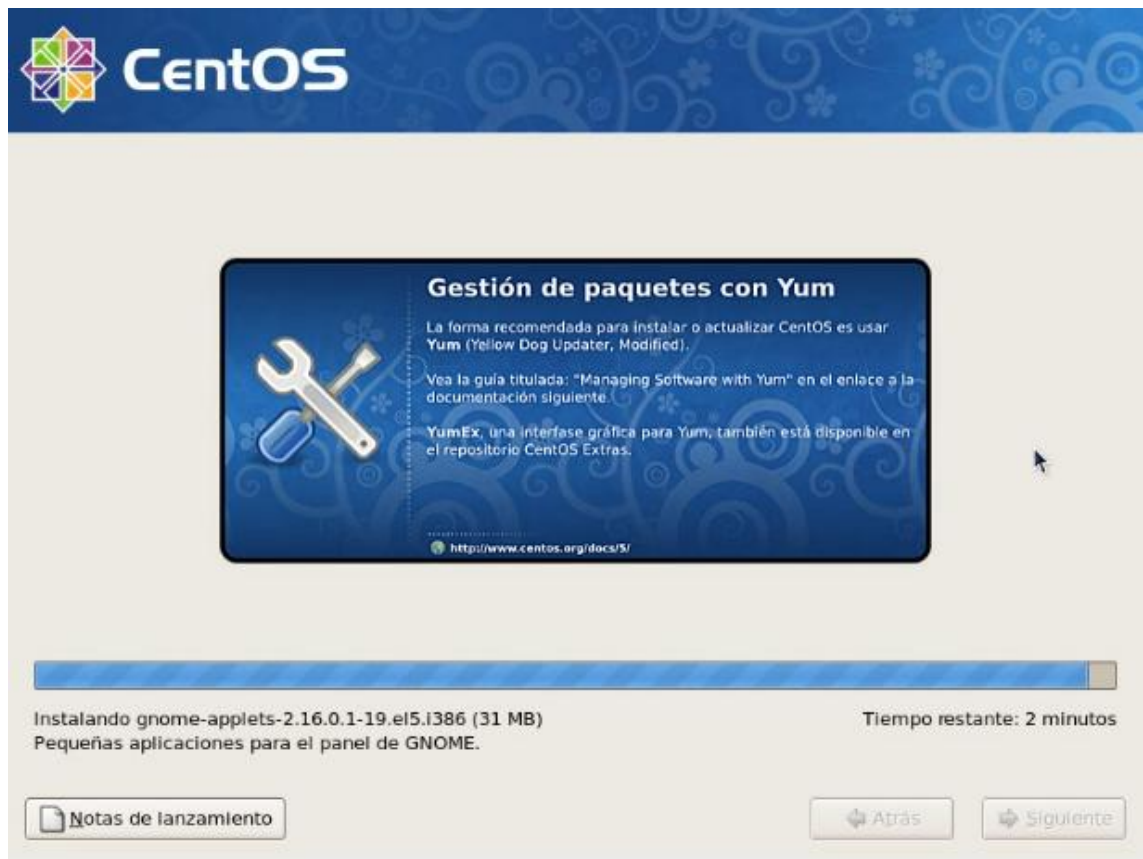 CentOS
Gestión de paquetes con Yum
La forma recomendada para instalar o actualizar CentOS es usar
Yum (Yellow Dog Updater, Modified).
Vea la guía titulada: "Managing Software with Yum" en el enlace a la
documentación siguiente.
YumEx, una interfase gráfica para Yum, también está disponible en
el repositorio CentOS Extras.
http://www.centos.org/docs/5/
Instalando gnome-applets-2.16.0.1-19.el5.i386 (31 MB)
Tiempo restante: 2 minutos
Pequeñas aplicaciones para el panel de GNOME.
Notas de lanzamiento
Atrás
Siguiente